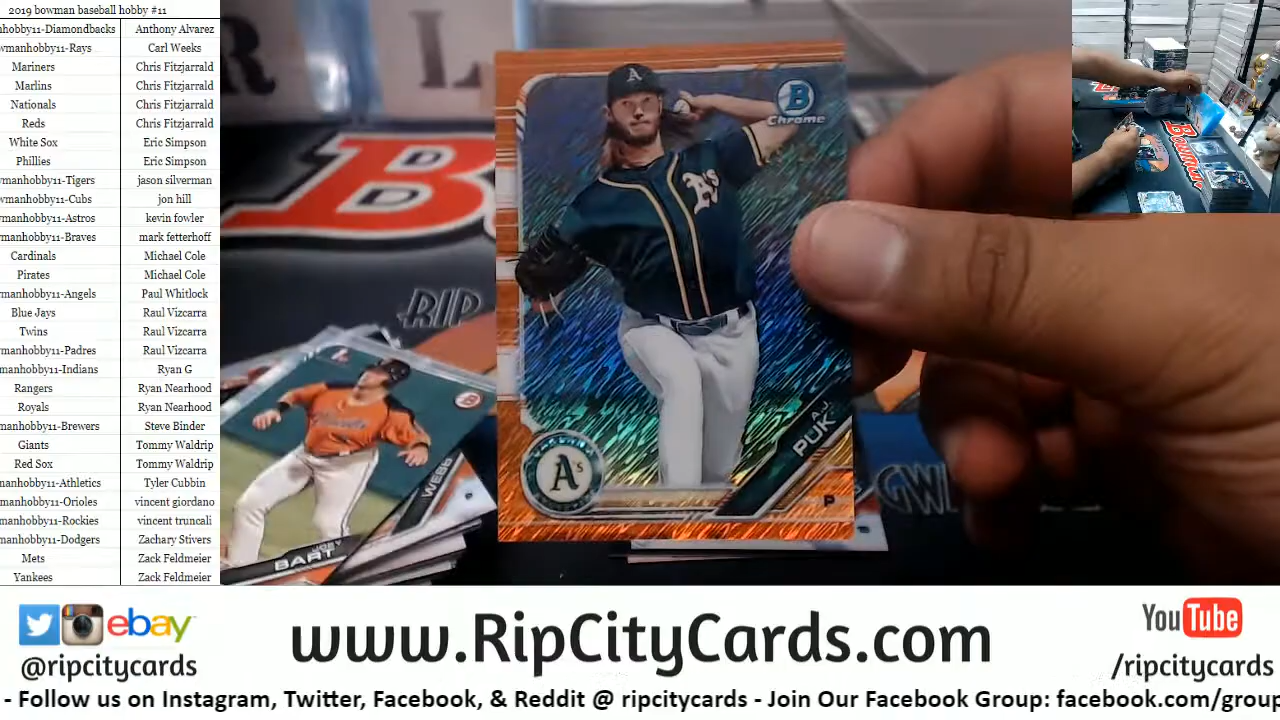 2019 bowman baseball hobby #11
hobby11-Diamondbacks Anthony Alvarez
wmanhobby11-Rays Carl Weeks
Mariners Chris Fitzjarrald
Marlins Chris Fitzjarrald
Nationals Chris Fitzjarrald
Reds Chris Fitzjarrald
White Sox Eric Simpson
Phillies Eric Simpson
manhobby11-Tigers jason silverman
wmanhobby11-Cubs jon hill
manhobby11-Astros kevin fowler
manhobby11-Braves mark fetterhoff
Cardinals Michael Cole
Pirates Michael Cole
manhobby11-Angels Paul Whitlock
Blue Jays Raul Vizcarra
Twins Raul Vizcarra
manhobby11-Padres Raul Vizcarra
manhobby11-Indians Ryan G
Rangers Ryan Nearhood
Royals Ryan Nearhood
manhobby11-Brewers Steve Binder
Giants Tommy Waldrip
Red Sox Tommy Waldrip
manhobby11-Athletics Tyler Cubbin
manhobby11-Orioles vincent giordano
manhobby11-Rockies vincent truncali
manhobby11-Dodgers Zachary Stivers
Mets Zack Feldmeier
Yankees Zack Feldmeier
A
B
Chrome
A's
A.J.
PUK
A's
P
B
RIP
B
WEBB
JOEY
BART
GW
BOWMAN
ebay
@ripcitycards
www.RipCityCards.com
YouTube
/ripcitycards
- Follow us on Instagram, Twitter, Facebook, & Reddit @ ripcitycards - Join Our Facebook Group: facebook.com/group